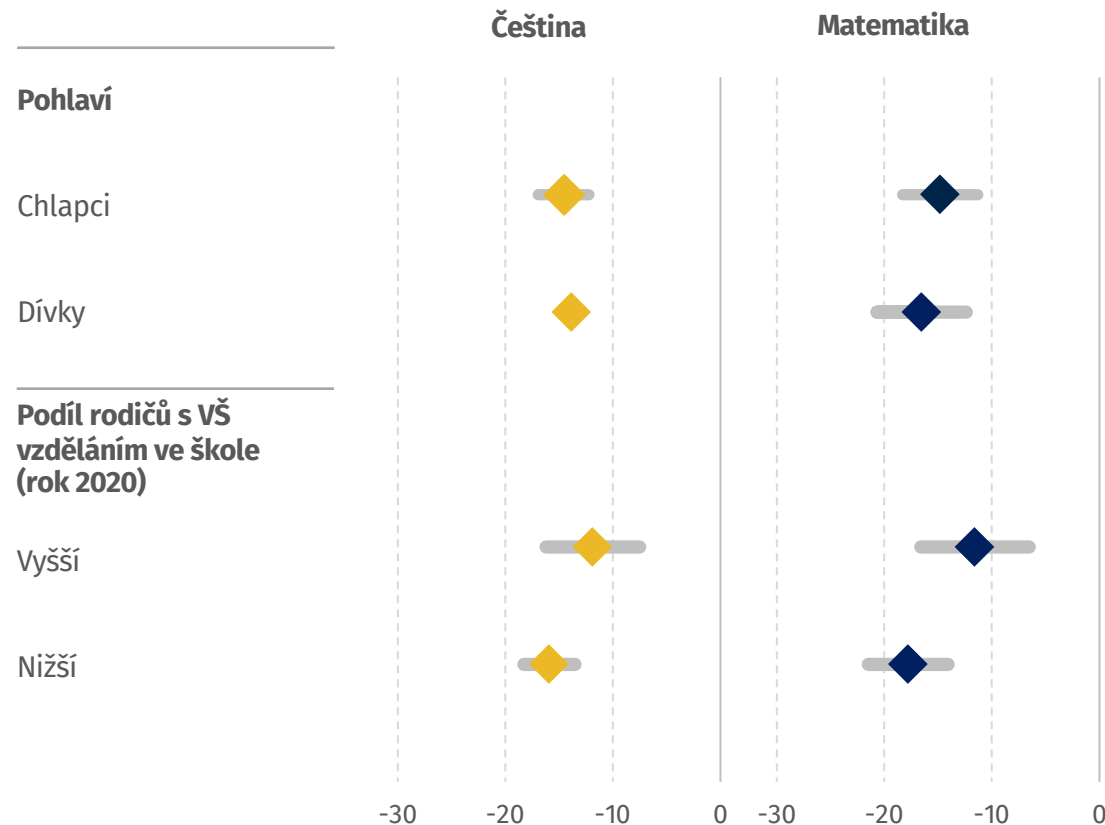 Čeština
Matematika
Pohlaví
Chlapci
Dívky
Podíl rodičů s VŠ
vzděláním ve škole
(rok 2020)
Vyšší
Nižší
-30 -20 -10 0 -30 -20 -10 0